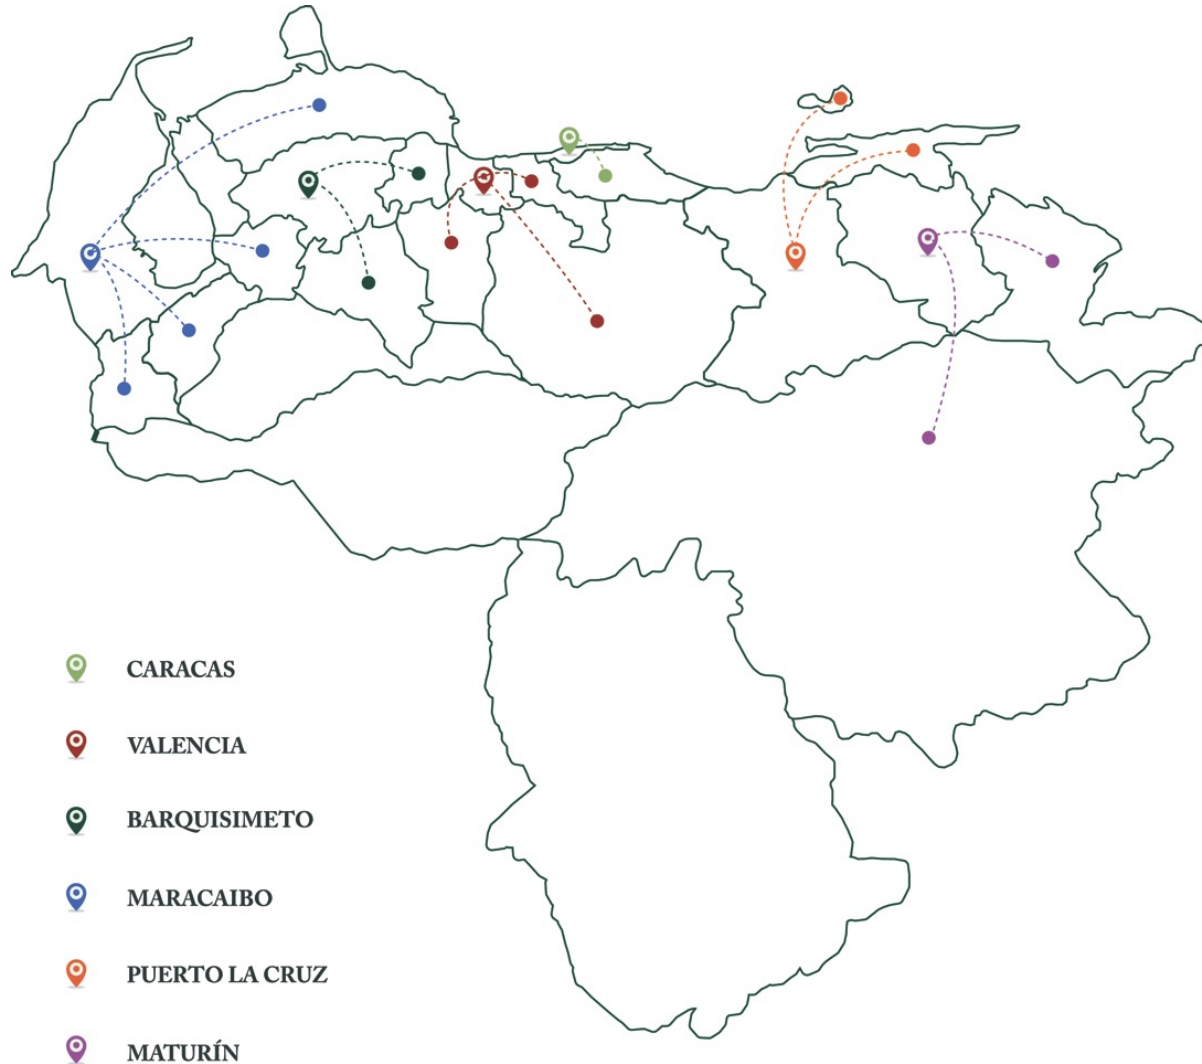 CARACAS
VALENCIA
BARQUISIMETO
MARACAIBO
PUERTO LA CRUZ
MATURÍN